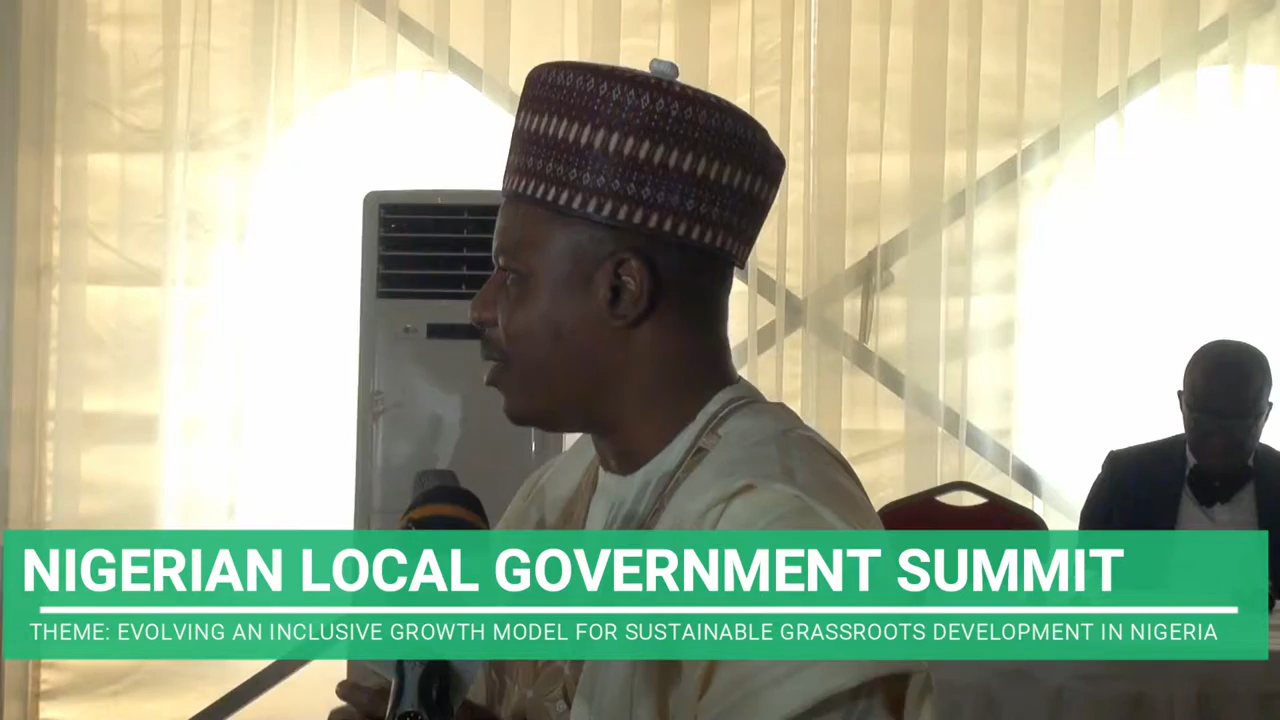 NIGERIAN LOCAL GOVERNMENT SUMMIT
THEME: EVOLVING AN INCLUSIVE GROWTH MODEL FOR SUSTAINABLE GRASSROOTS DEVELOPMENT IN NIGERIA